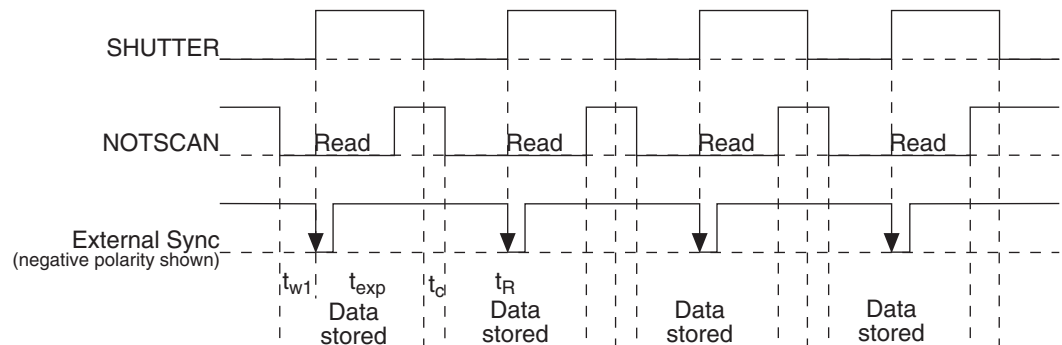 SHUTTER
NOTSCAN
Read Read Read Read
External Sync
(negative polarity shown)
tw1 texp tc tR
Data Data Data Data
stored stored stored stored